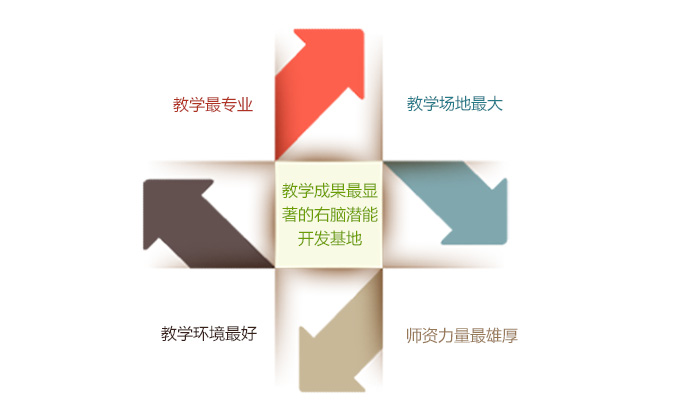 教学最专业
教学场地最大
教学成果最显
著的右脑潜能
开发基地
教学环境最好
师资力量最雄厚